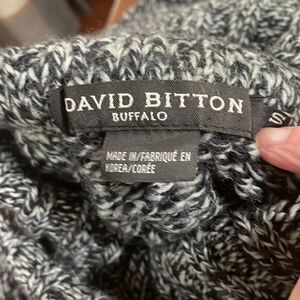 DAVID BITTON
BUFFALO
S
MADE IN/FABRIQUÉ EN
KOREA/CORÉE